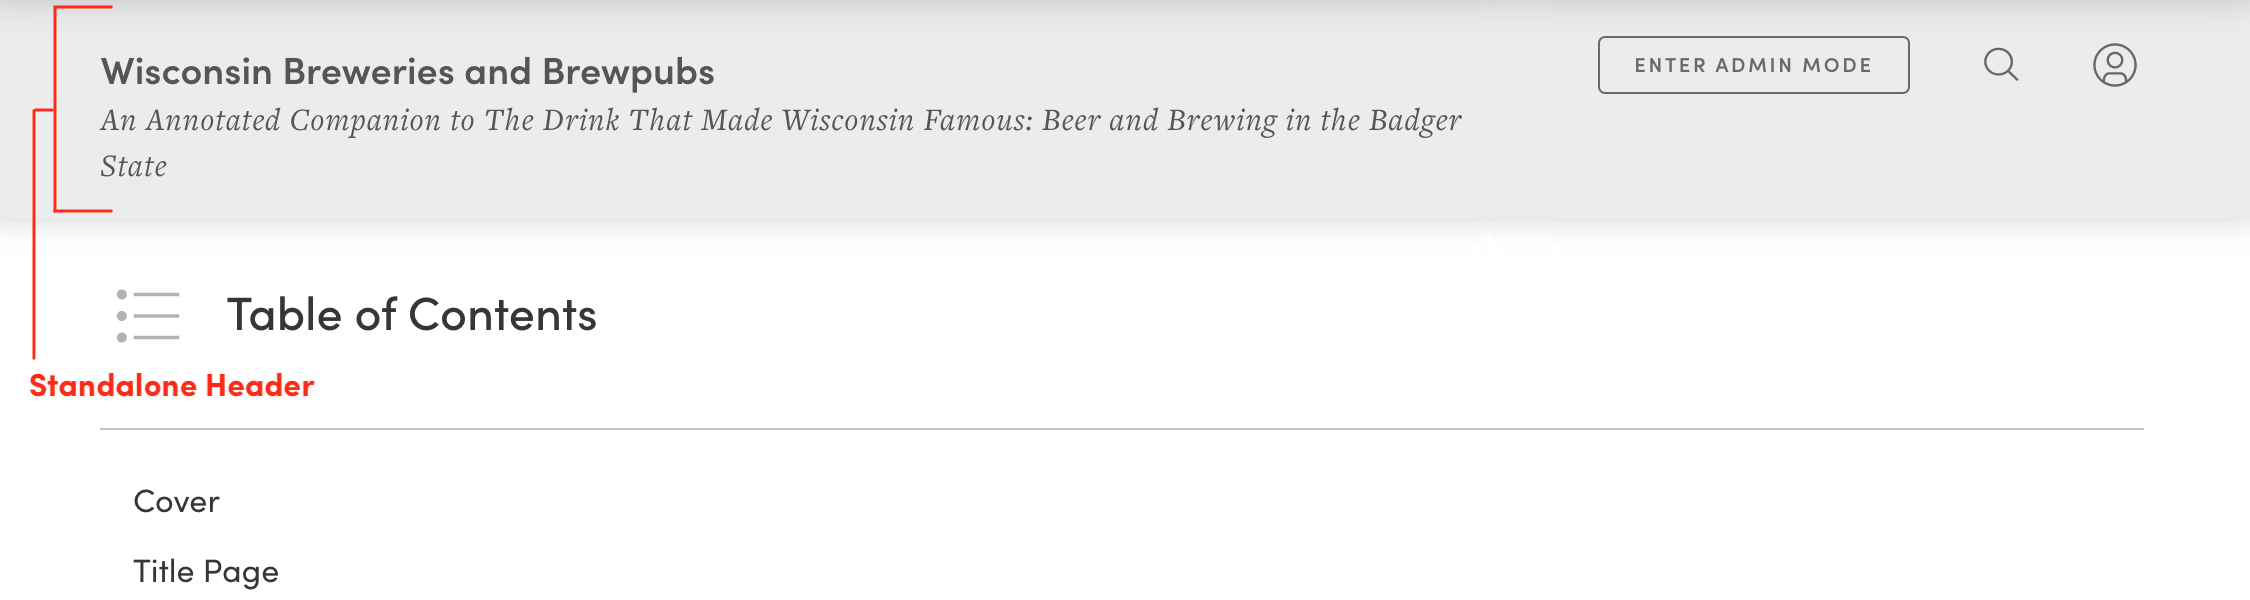 Wisconsin Breweries and Brewpubs
An Annotated Companion to The Drink That Made Wisconsin Famous: Beer and Brewing in the Badger
State
ENTER ADMIN MODE
Table of Contents
Standalone Header
Cover
Title Page